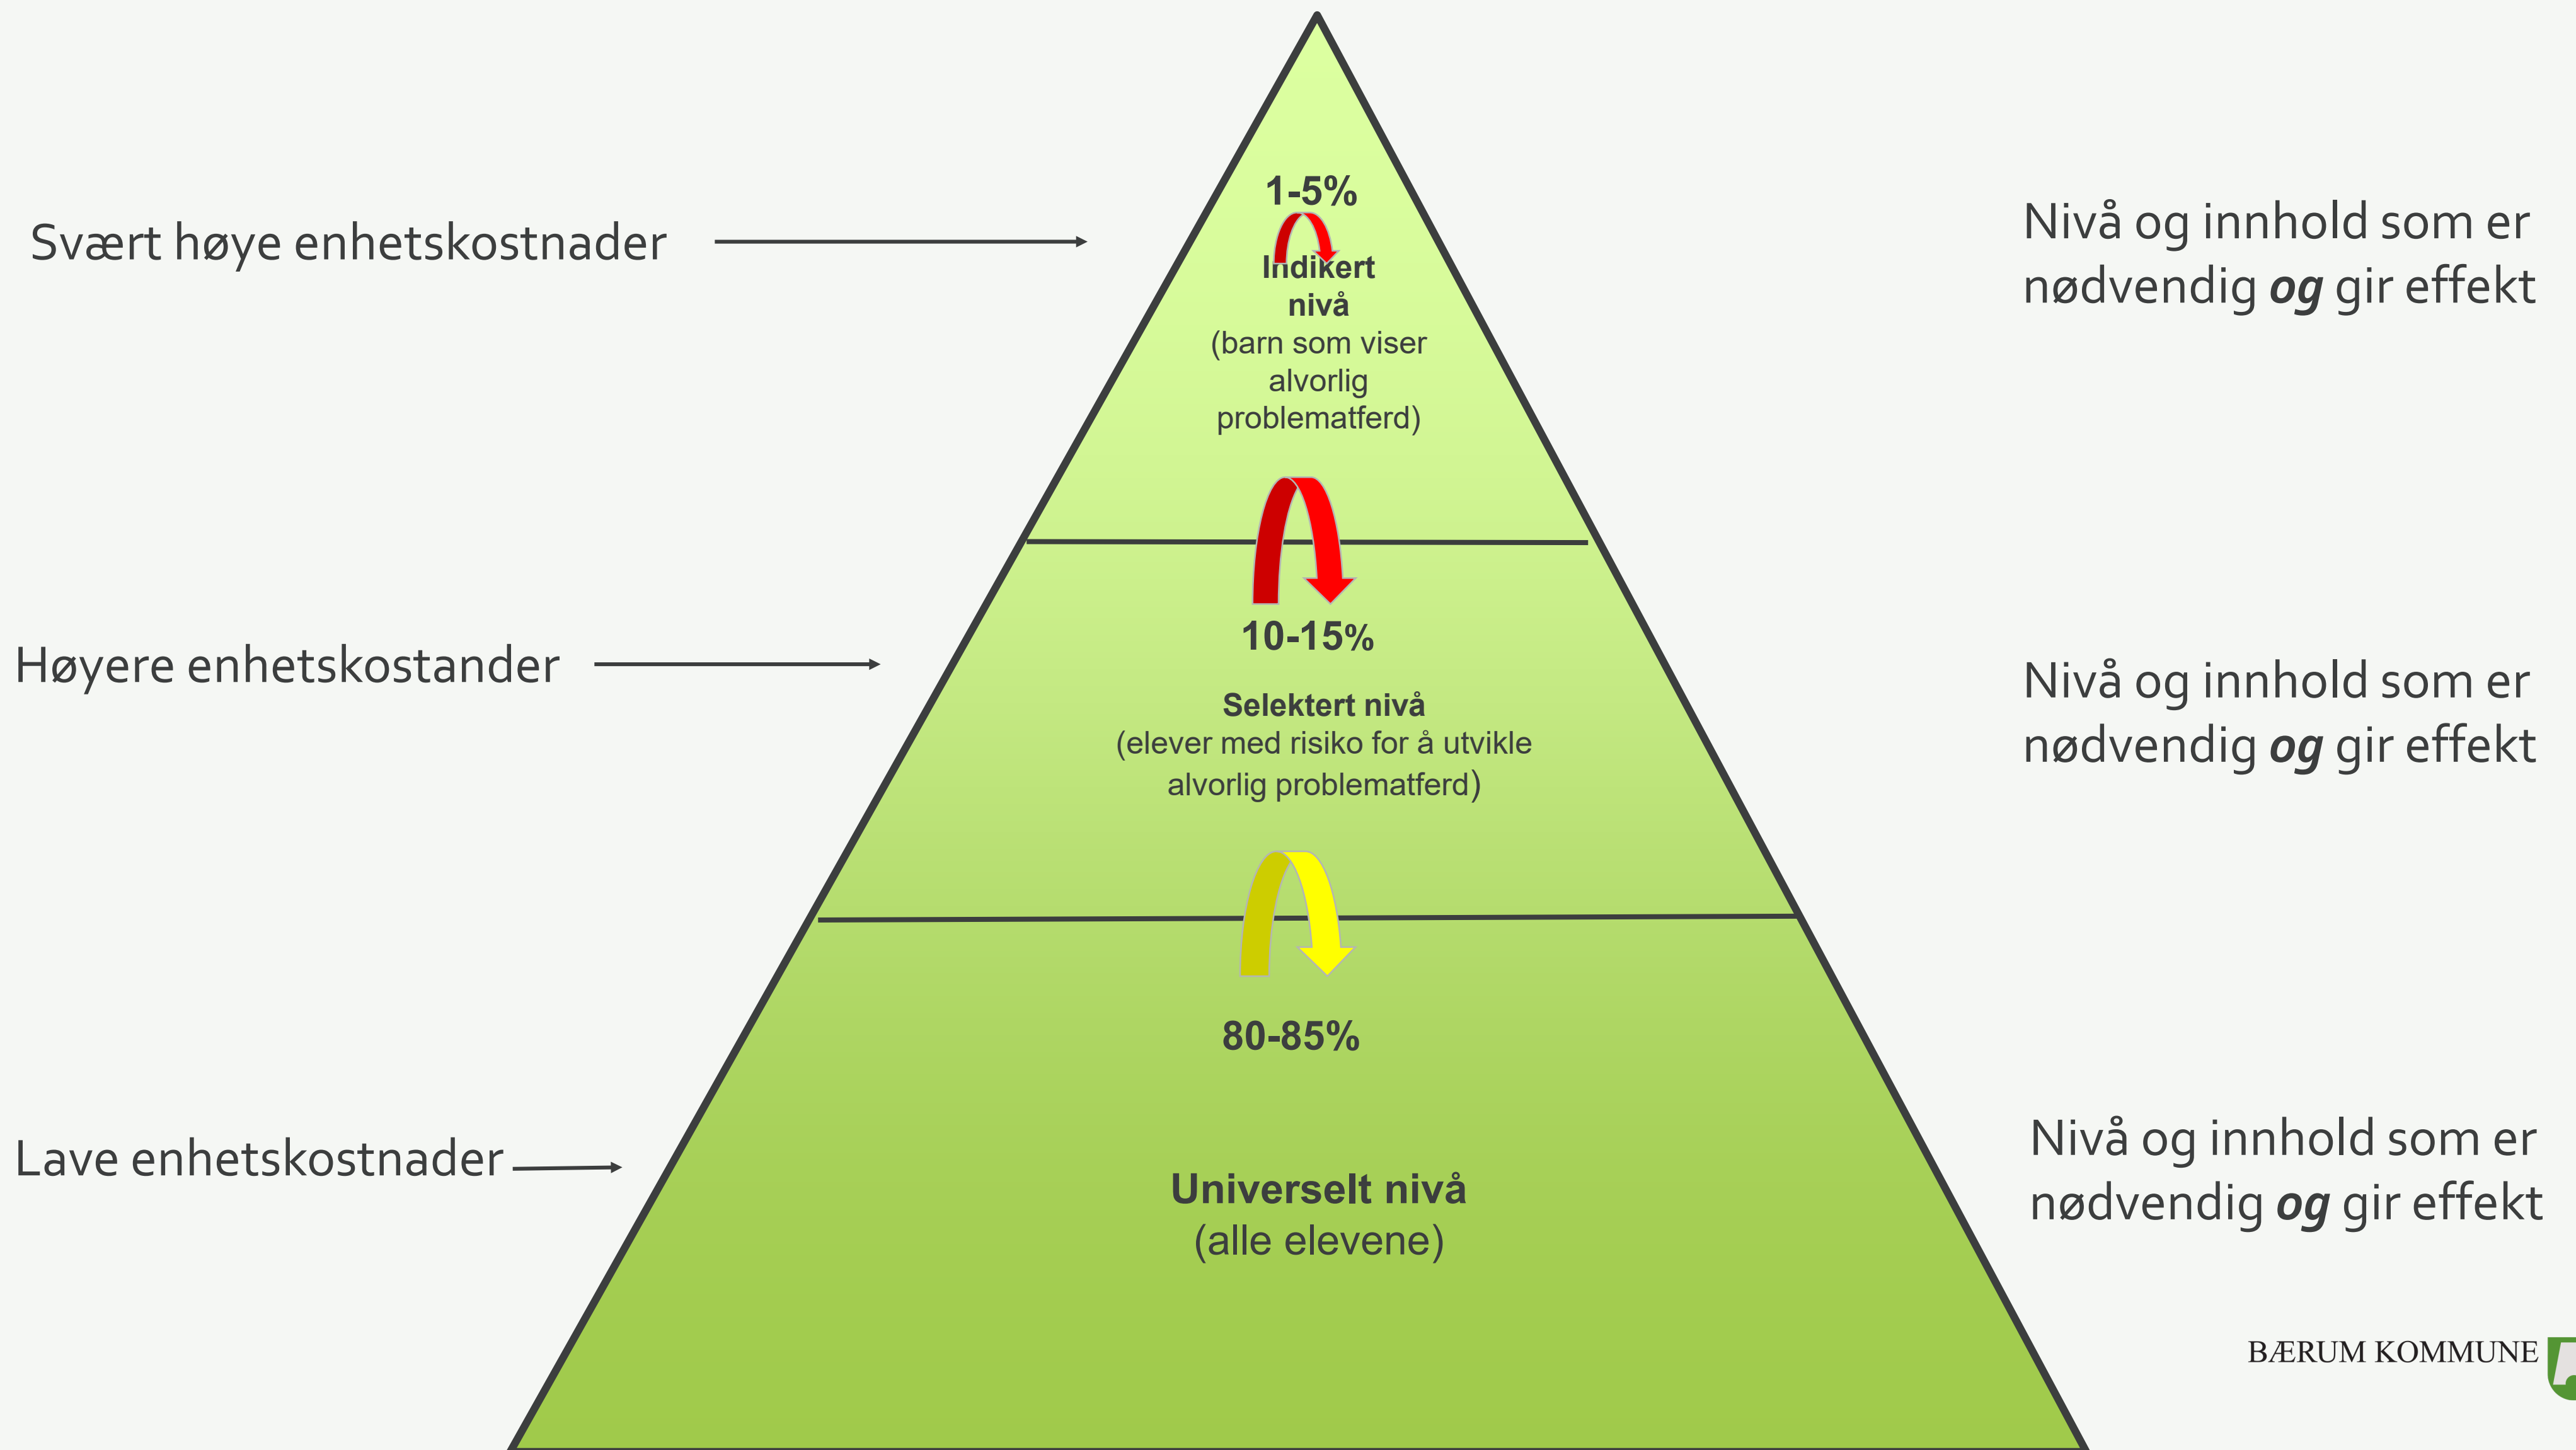 1-5%
Svært høye enhetskostnader
Indikert
nivå
(barn som viser
alvorlig
problematferd)
Nivå og innhold som er
nødvendig og gir effekt
Høyere enhetskostander
10-15%
Selektert nivå
(elever med risiko for å utvikle
alvorlig problematferd)
Nivå og innhold som er
nødvendig og gir effekt
80-85%
Lave enhetskostnader
Universelt nivå
(alle elevene)
Nivå og innhold som er
nødvendig og gir effekt
BÆRUM KOMMUNE